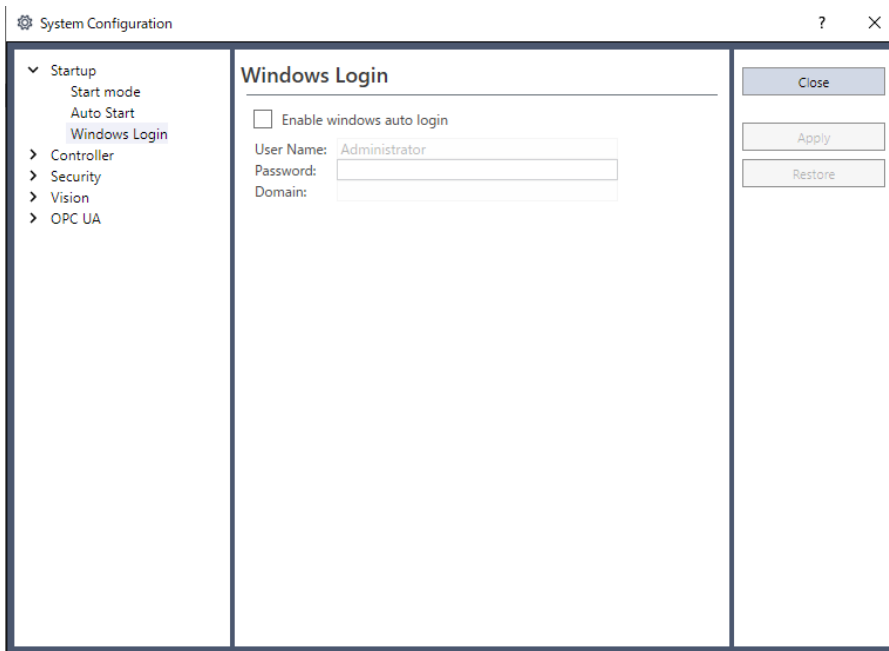 System Configuration
?
Startup
Start mode
Auto Start
Windows Login
Controller
Security
Vision
OPC UA
Windows Login
Enable windows auto login
User Name: Administrator
Password:
Domain:
Close
Apply
Restore